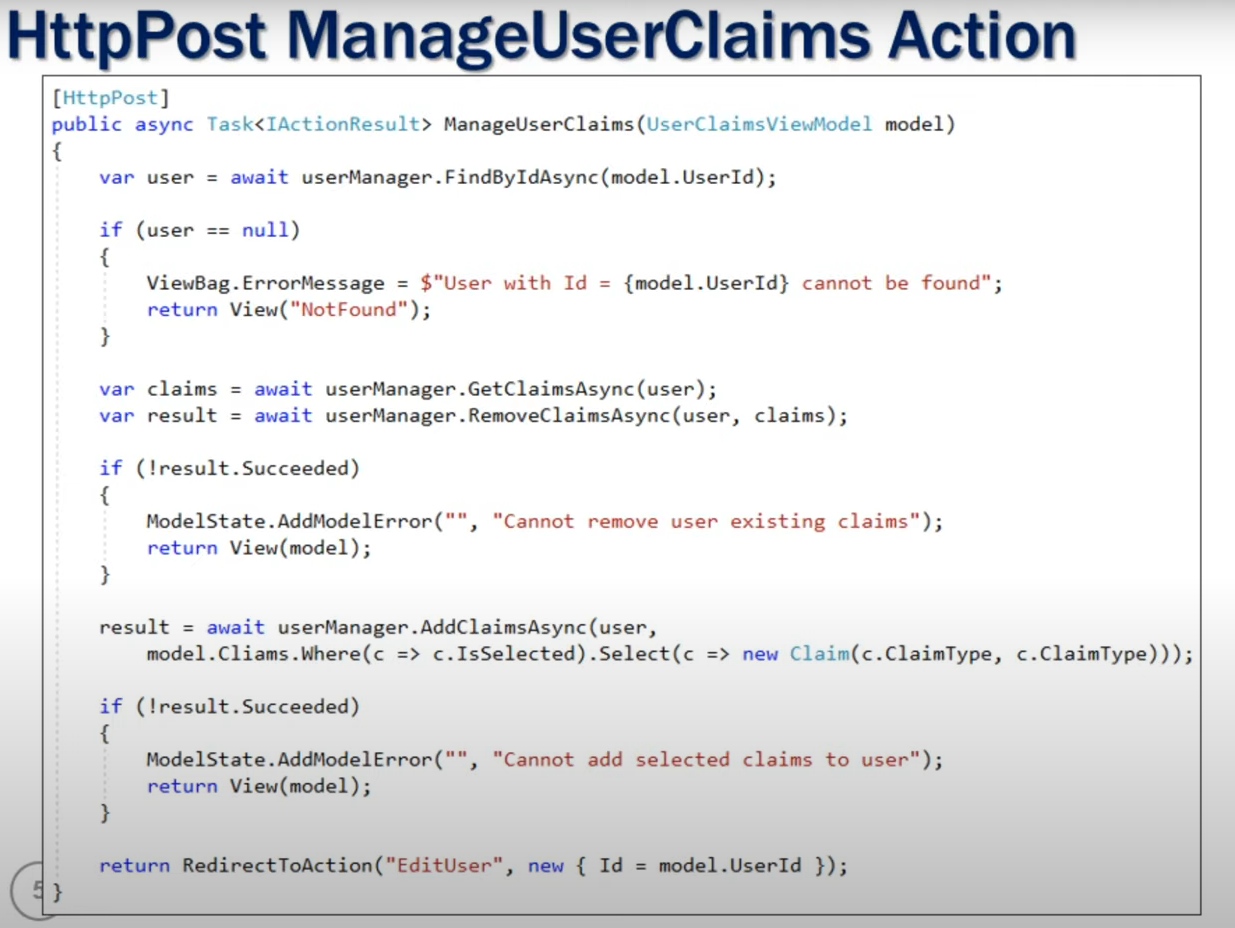 HttpPost ManageUserClaims Action
[HttpPost]
public async Task<IActionResult> ManageUserClaims(UserClaimsViewModel model)
{
var user = await userManager.FindByIdAsync(model.UserId);
if (user == null)
{
ViewBag.ErrorMessage = $"User with Id = {model.UserId} cannot be found";
return View("NotFound");
}
var claims = await userManager.GetClaimsAsync(user);
var result = await userManager.RemoveClaimsAsync(user, claims);
if (!result.Succeeded)
{
ModelState.AddModelError("", "Cannot remove user existing claims");
return View(model);
}
result = await userManager.AddClaimsAsync(user,
model.Cliams.Where(c => c.IsSelected).Select(c => new Claim(c.ClaimType, c.ClaimType)));
if (!result.Succeeded)
{
ModelState.AddModelError("", "Cannot add selected claims to user");
return View(model);
}
return RedirectToAction("EditUser", new { Id = model.UserId });
5
}